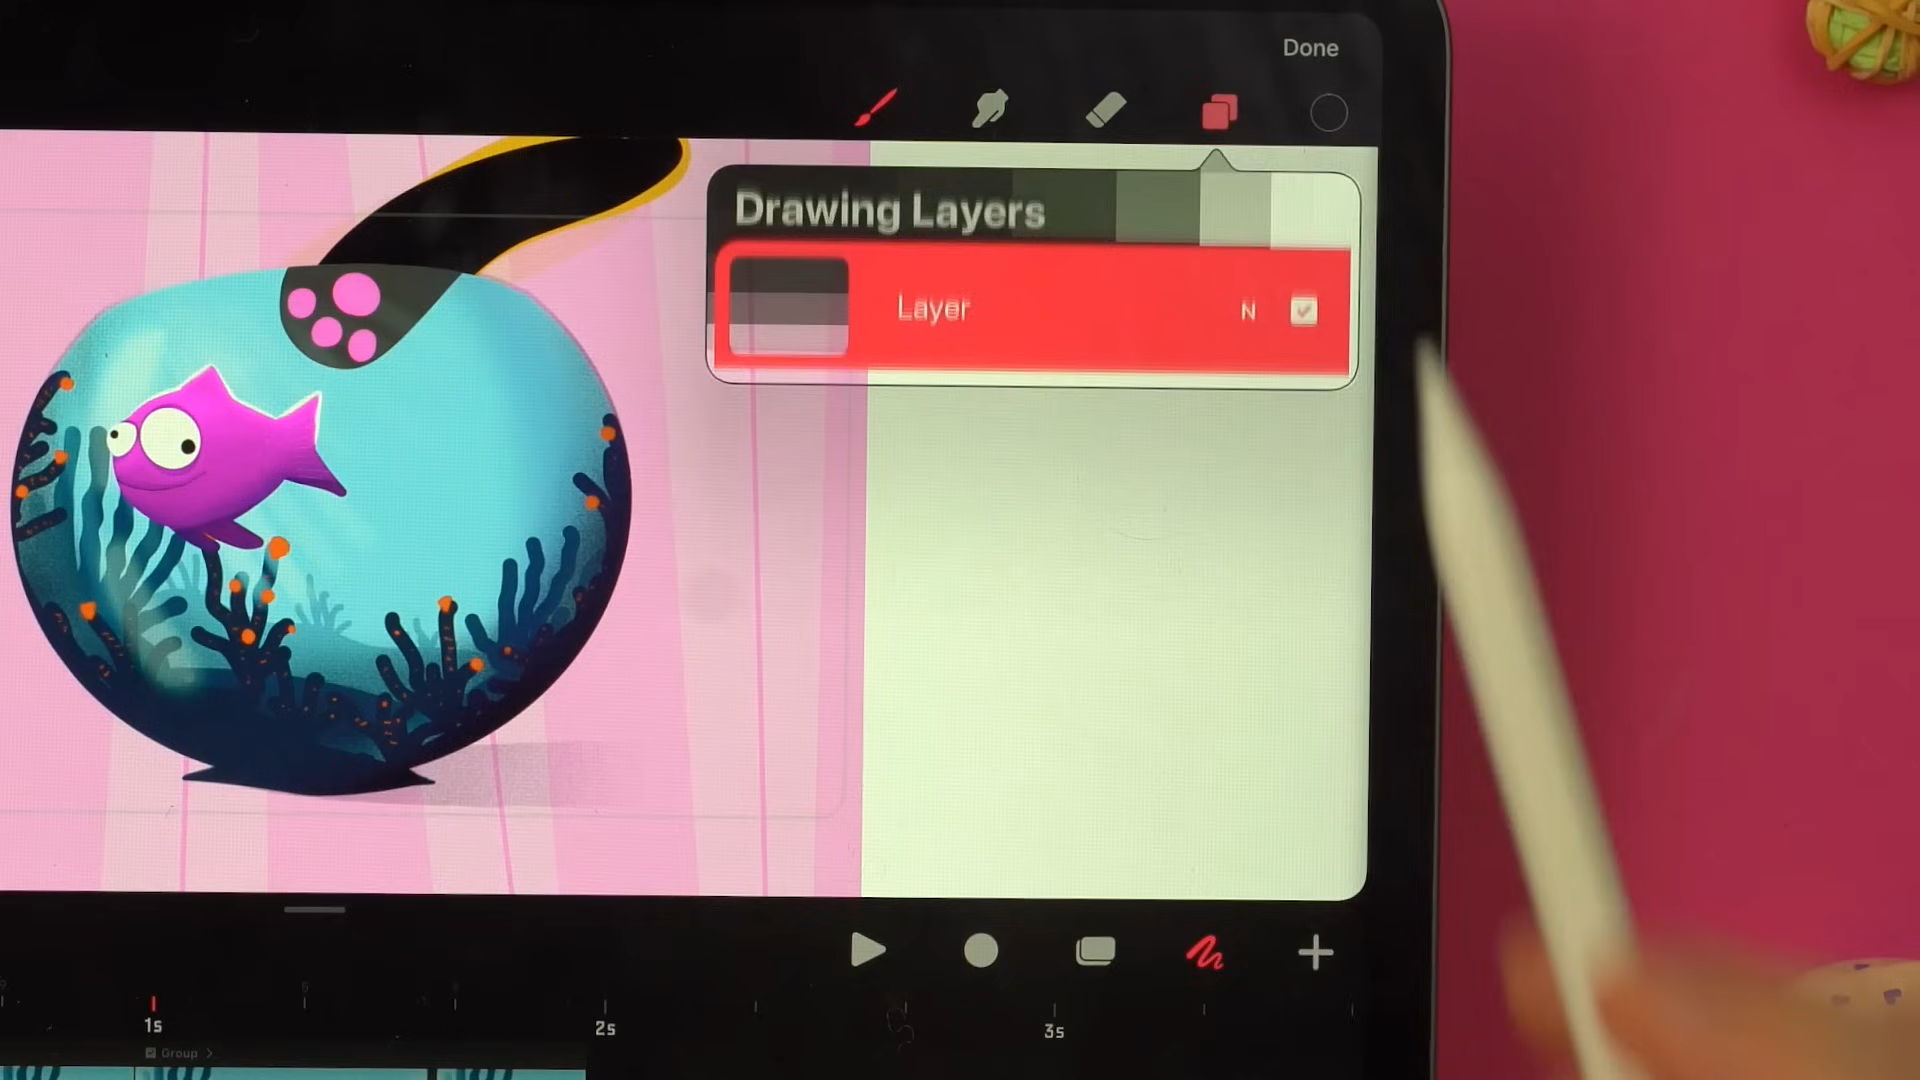 Done
Drawing Layers
Layer N
1s 2s 3s
Group >